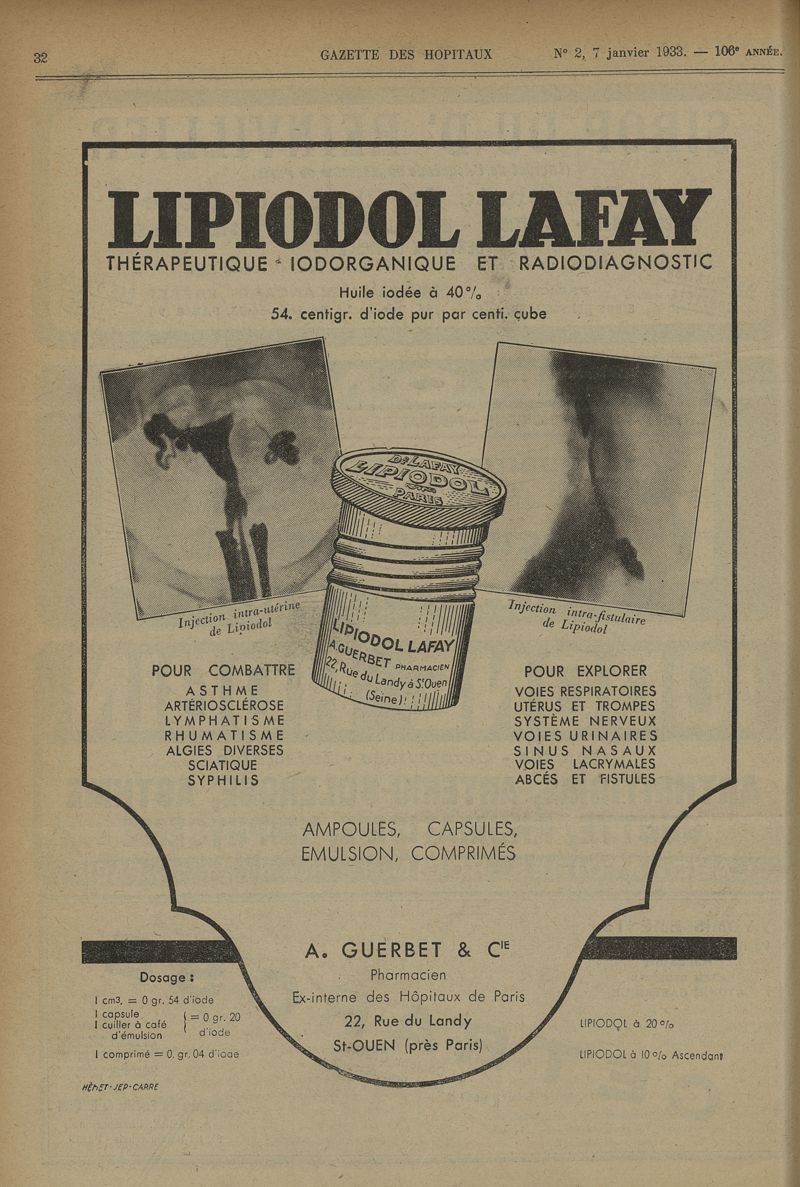 32
GAZETTE DES HOPITAUX
N° 2, 7 janvier 1933. — 106e ANNÉE.
LIPIODOL LAFAY
THÉRAPEUTIQUE IODORGANIQUE ET RADIODIAGNOSTIC
Huile iodée à 40%
54. centigr. d'iode pur par centi. cube
Dr LAFAY
LIPIODOL
PARIS
LIPIODOL LAFAY
A. GUERBET PHARMACIEN
22, Rue du Landy à St Ouen
(Seine)
Injection intra-utérine
de Lipiodol
Injection intra-fistulaire
de Lipiodol
POUR COMBATTRE
ASTHME
ARTÉRIOSCLÉROSE
LYMPHATISME
RHUMATISME
ALGIES DIVERSES
SCIATIQUE
SYPHILIS
POUR EXPLORER
VOIES RESPIRATOIRES
UTÉRUS ET TROMPES
SYSTÈME NERVEUX
VOIES URINAIRES
SINUS NASAUX
VOIES LACRYMALES
ABCÉS ET FISTULES
AMPOULES, CAPSULES,
EMULSION, COMPRIMÉS
A. GUERBET & CIE
Pharmacien
Ex-interne des Hôpitaux de Paris
22, Rue du Landy
St-OUEN (près Paris)
Dosage :
1 cm3, = 0 gr. 54 d'iode
1 capsule
1 cuiller à café
d'émulsion
} = 0 gr. 20
d'iode
1 comprimé = 0. gr. 04 d'iode
LIPIODOL à 20%
LIPIODOL à 10% Ascendant